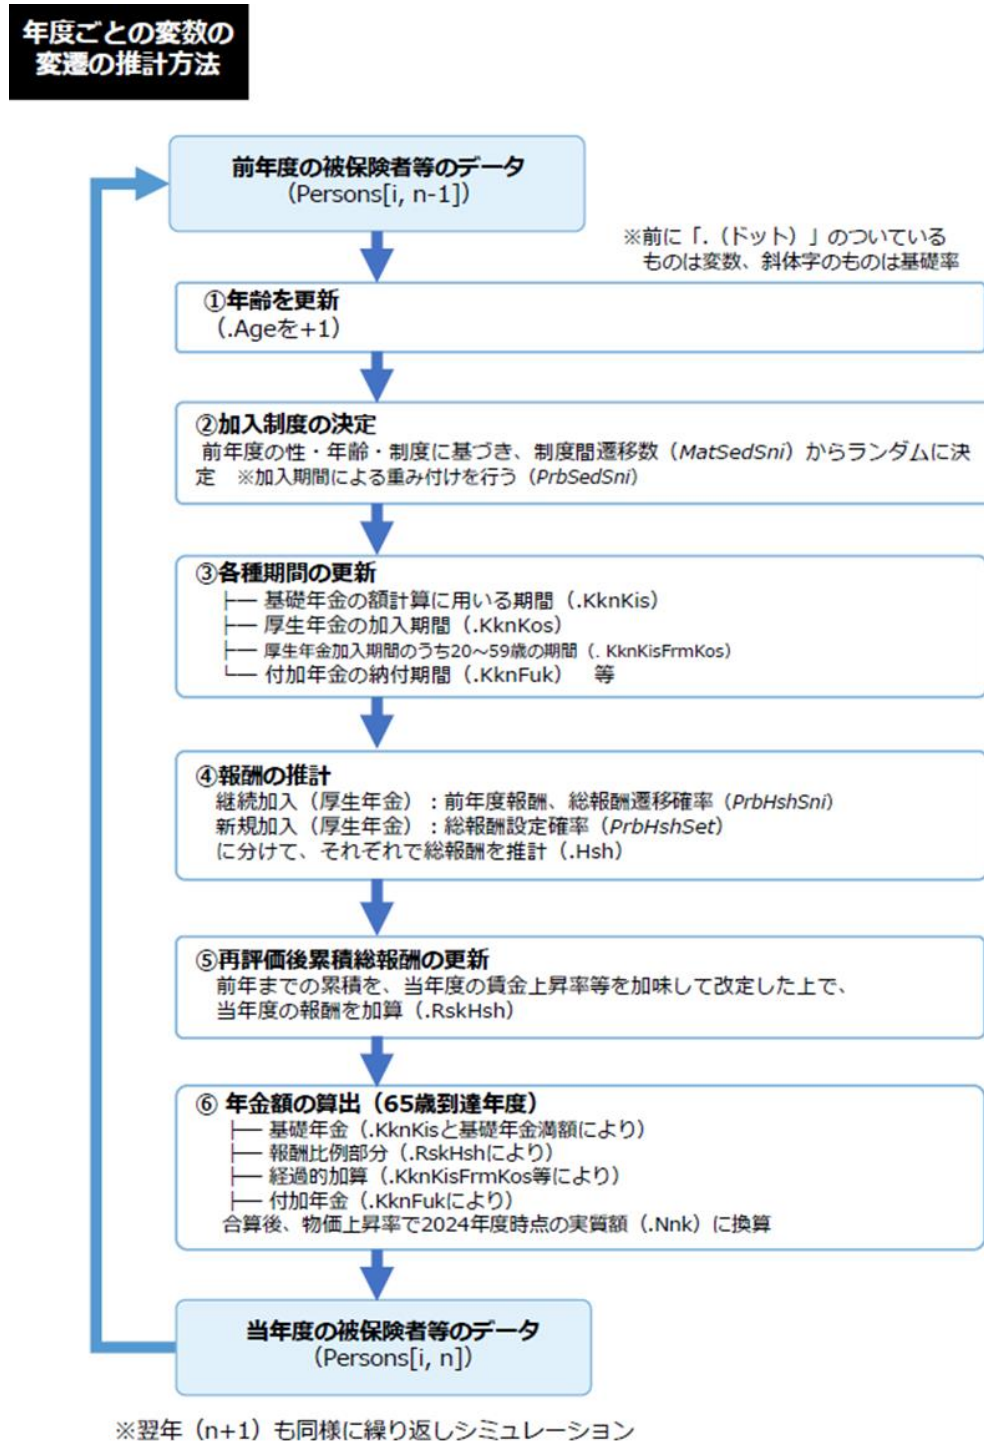 年度ごとの変数の
変遷の推計方法
前年度の被保険者等のデータ
（Persons[i, n-1]）
※前に「.（ドット）」のついている
ものは変数、斜体字のものは基礎率
①年齢を更新
（.Ageを+1）
②加入制度の決定
前年度の性・年齢・制度に基づき、制度間遷移数（MatSedSni）からランダムに決
定　※加入期間による重み付けを行う（PrbSedSni）
③各種期間の更新
├─ 基礎年金の額計算に用いる期間（.KknKis）
├─ 厚生年金の加入期間（.KknKos）
├─ 厚生年金加入期間のうち20～59歳の期間（. KknKisFrmKos）
└─ 付加年金の納付期間（.KknFuk）　等
④報酬の推計
継続加入（厚生年金）：前年度報酬、総報酬遷移確率（PrbHshSni）
新規加入（厚生年金）：総報酬設定確率（PrbHshSet）
に分けて、それぞれで総報酬を推計（.Hsh）
⑤再評価後累積総報酬の更新
前年までの累積を、当年度の賃金上昇率等を加味して改定した上で、
当年度の報酬を加算（.RskHsh）
⑥ 年金額の算出（65歳到達年度）
├─ 基礎年金（.KknKisと基礎年金満額により）
├─ 報酬比例部分（.RskHshにより）
├─ 経過的加算（.KknKisFrmKos等により）
├─ 付加年金（.KknFukにより）
合算後、物価上昇率で2024年度時点の実質額（.Nnk）に換算
当年度の被保険者等のデータ
（Persons[i, n]）
※翌年（n+1）も同様に繰り返しシミュレーション